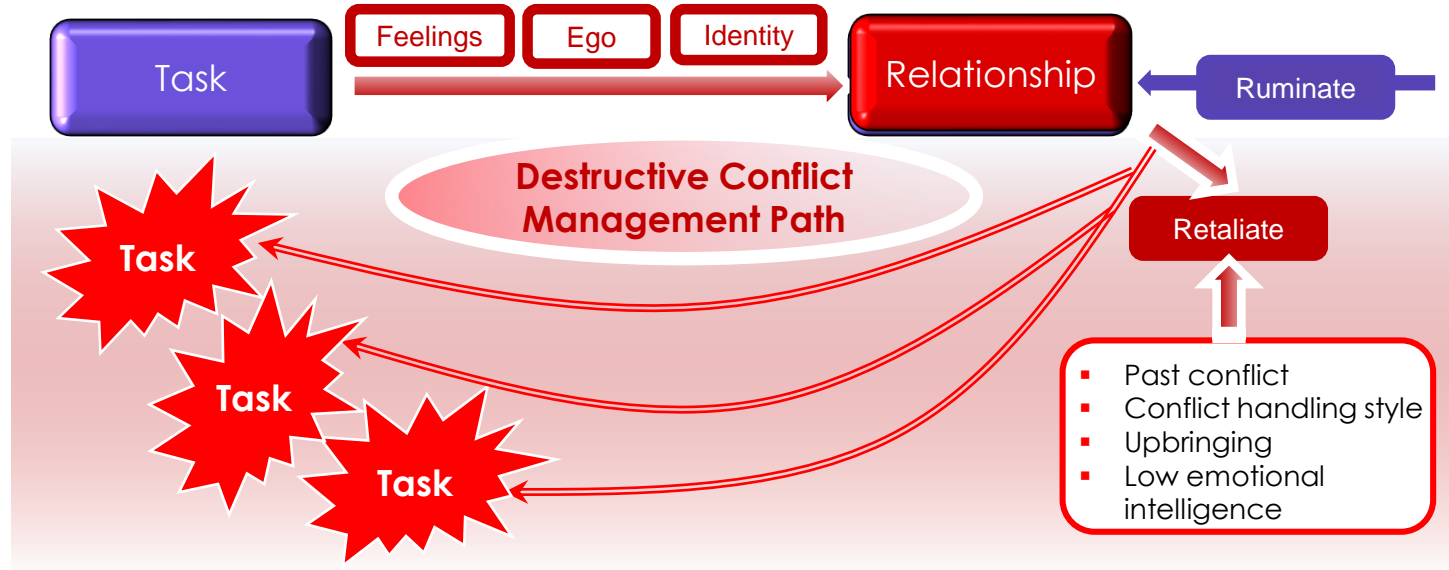 Task
Feelings
Ego
Identity
Relationship
Ruminate
Destructive Conflict
Management Path
Retaliate
Task
Task
Task
▪ Past conflict
▪ Conflict handling style
▪ Upbringing
▪ Low emotional
intelligence